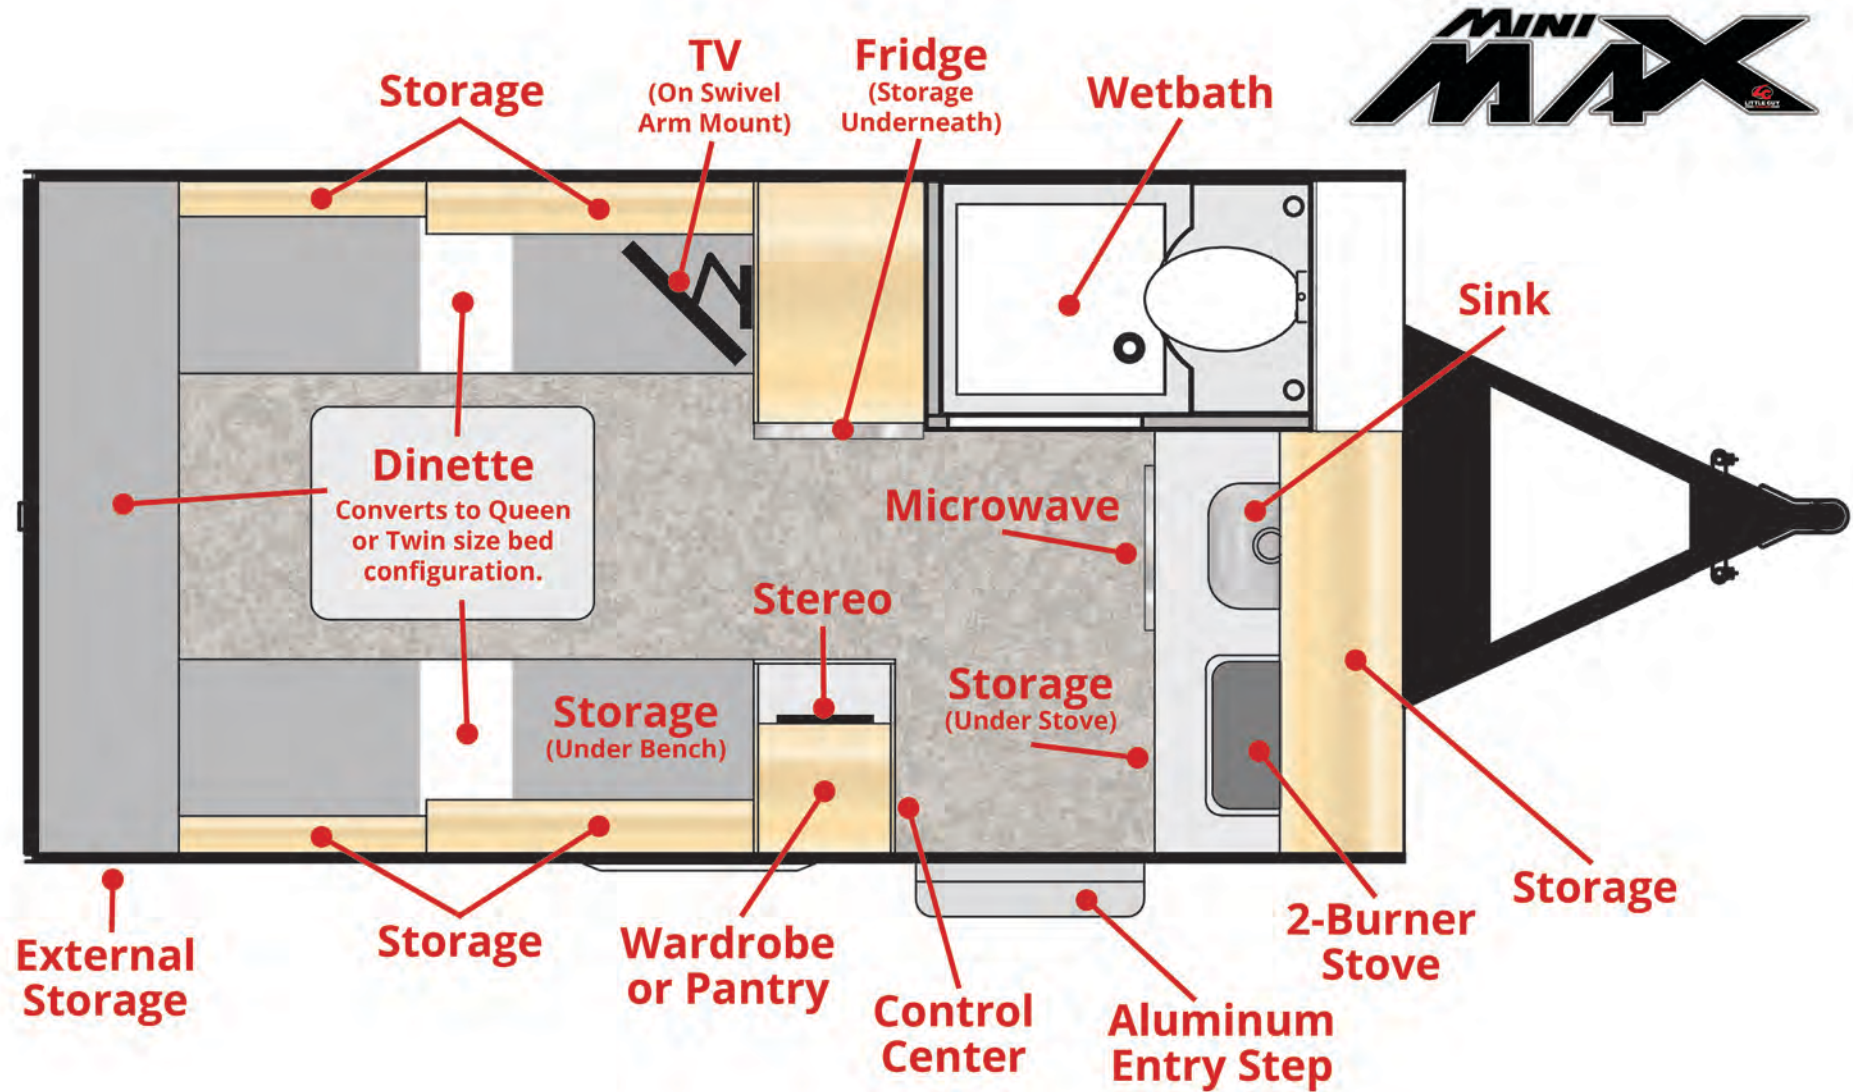 MINI
MAX
LITTLE GUY
TV
(On Swivel
Arm Mount)
Fridge
(Storage
Underneath)
Storage
Wetbath
Sink
Dinette
Converts to Queen
or Twin size bed
configuration.
Microwave
Stereo
Storage
(Under Stove)
Storage
(Under Bench)
Storage
2-Burner
Stove
External
Storage
Storage
Wardrobe
or Pantry
Control
Center
Aluminum
Entry Step